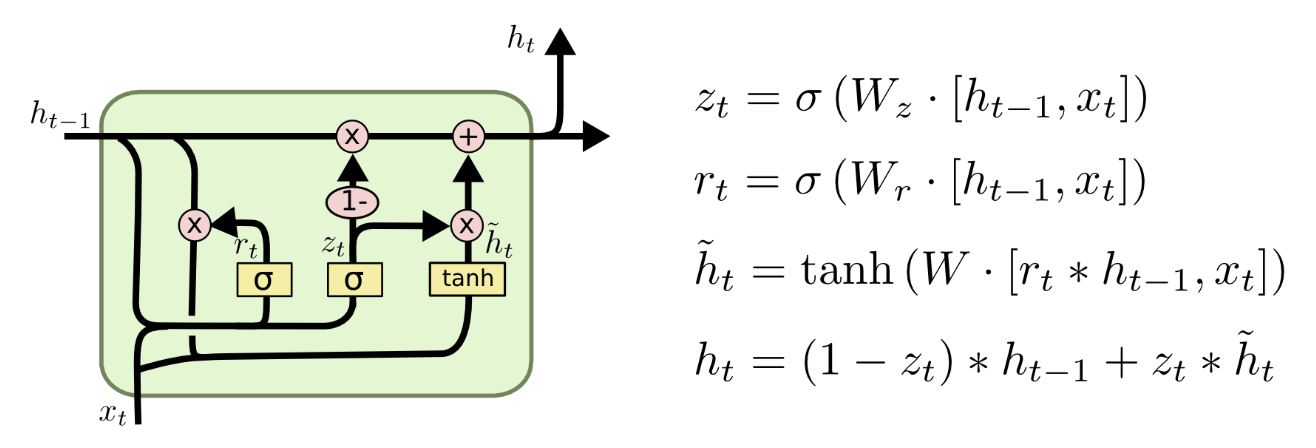 h_t
h_{t-1}
x
+
1-
x
r_t
z_t
x
h̃_t
σ
σ
tanh
x_t
z_t = σ (W_z · [h_{t-1}, x_t])
r_t = σ (W_r · [h_{t-1}, x_t])
h̃_t = tanh (W · [r_t * h_{t-1}, x_t])
h_t = (1 − z_t) * h_{t-1} + z_t * h̃_t